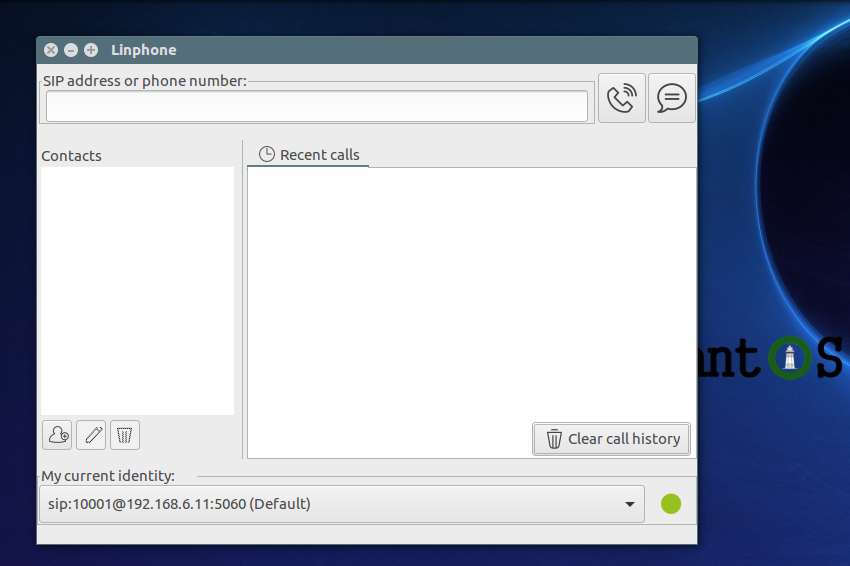 Linphone
SIP address or phone number:
Contacts
Recent calls
Clear call history
My current identity:
sip:10001@192.168.6.11:5060 (Default)